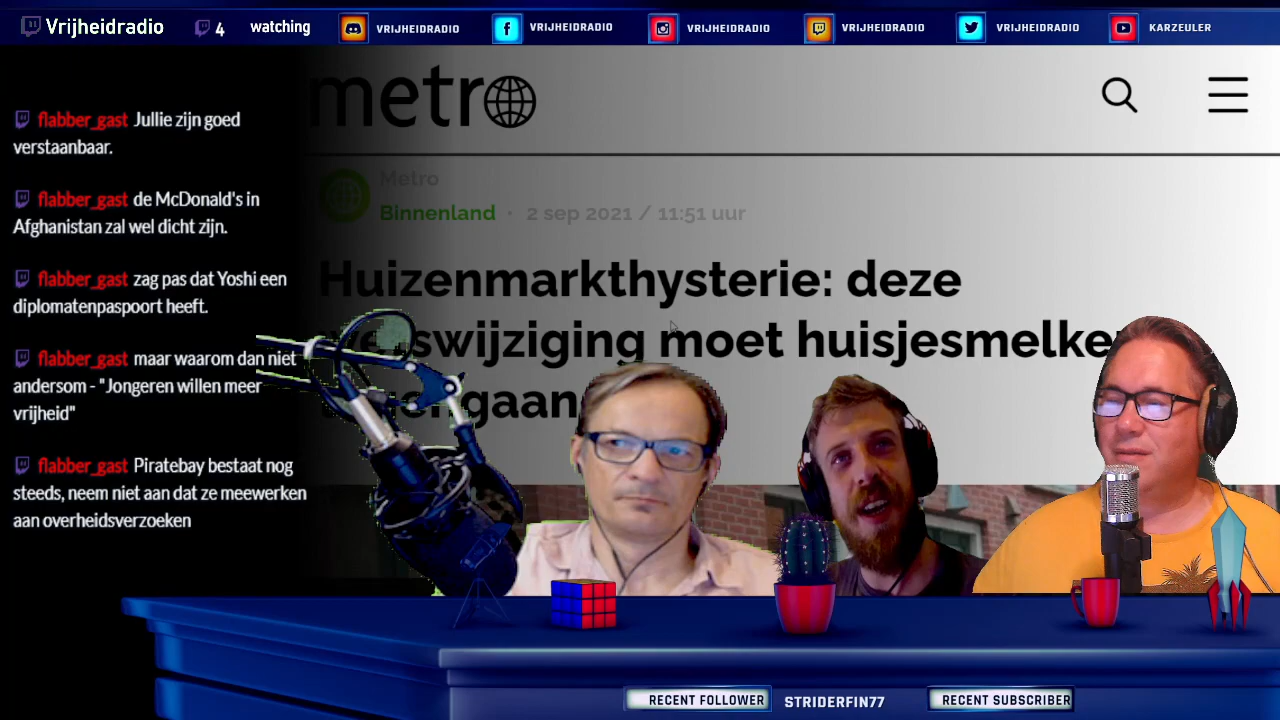 Vrijheidradio
4
watching
VRIJHEIDRADIO
VRIJHEIDRADIO
VRIJHEIDRADIO
VRIJHEIDRADIO
VRIJHEIDRADIO
KARZEULER
flabber_gast Jullie zijn goed
verstaanbaar.
flabber_gast de McDonald's in
Afghanistan zal wel dicht zijn.
flabber_gast zag pas dat Yoshi een
diplomatenpaspoort heeft.
flabber_gast maar waarom dan niet
andersom - "Jongeren willen meer
vrijheid"
flabber_gast Piratebay bestaat nog
steeds, neem niet aan dat ze meewerken
aan overheidsverzoeken
metro
Metro
Binnenland · 2 sep 2021 / 11:51 uur
Huizenmarkthysterie: deze
moet
RECENT FOLLOWER
STRIDERFIN77
RECENT SUBSCRIBER